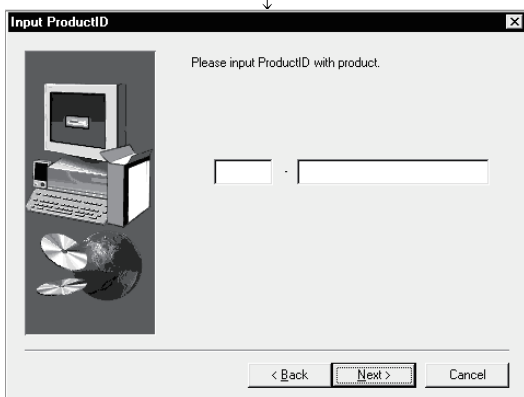 Input ProductID
Please input ProductID with product.
-
< Back Next > Cancel